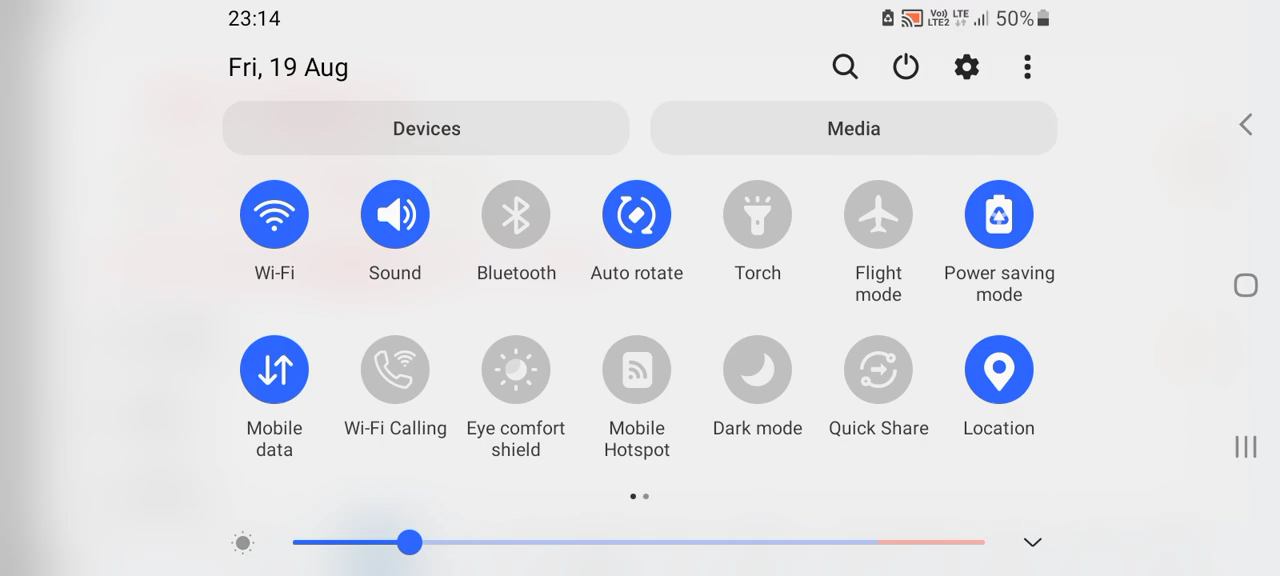 23:14
Vo)) LTE
LTE2
50%
Fri, 19 Aug
Devices
Media
Wi-Fi
Sound
Bluetooth
Auto rotate
Torch
Flight
mode
Power saving
mode
Mobile
data
Wi-Fi Calling
Eye comfort
shield
Mobile
Hotspot
Dark mode
Quick Share
Location